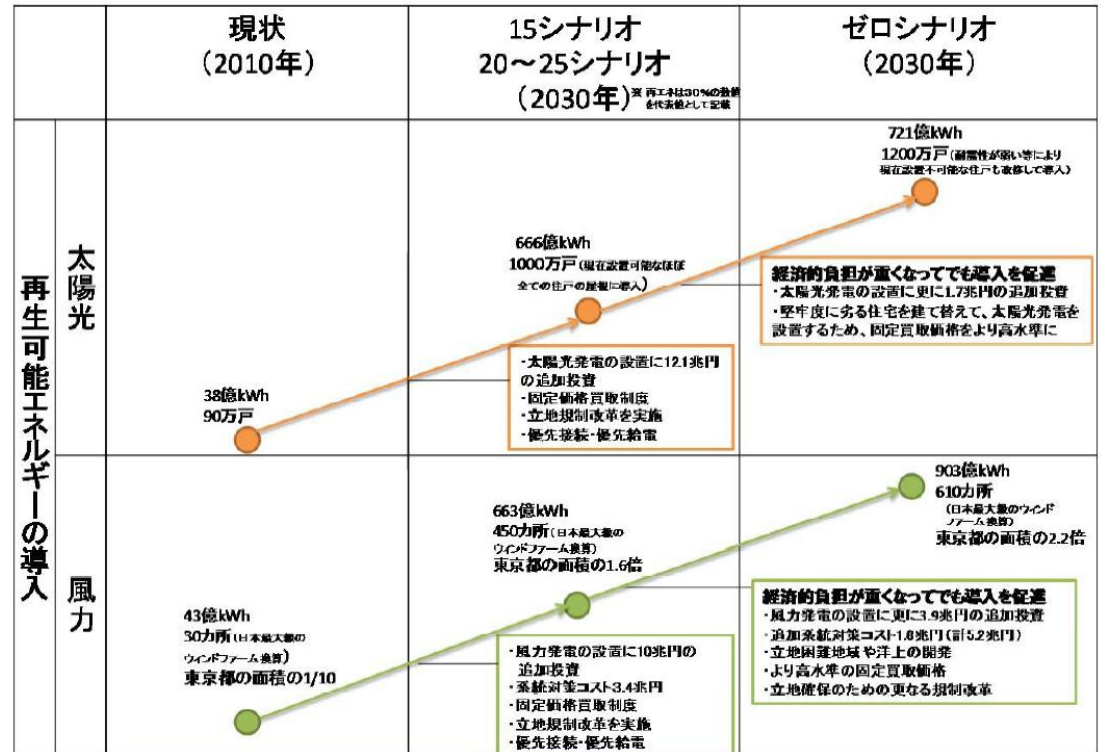 現状
（2010年）
15シナリオ
20～25シナリオ
（2030年）※ 再エネは30%の数値
を代表値として記載
ゼロシナリオ
（2030年）
再生可能エネルギーの導入
太陽光
38億kWh
90万戸
666億kWh
1000万戸（現在設置可能なほぼ
全ての住戸の屋根に導入）
721億kWh
1200万戸（耐震性が弱い等により
現在設置不可能な住戸も改修して導入）
・太陽光発電の設置に12.1兆円
の追加投資
・固定価格買取制度
・立地規制改革を実施
・優先接続・優先給電
経済的負担が重くなってでも導入を促進
・太陽光発電の設置に更に1.7兆円の追加投資
・堅牢度に劣る住宅を建て替えて、太陽光発電を
設置するため、固定買取価格をより高水準に
風力
43億kWh
30カ所（日本最大級の
ウィンドファーム換算）
東京都の面積の1/10
663億kWh
450カ所（日本最大級の
ウィンドファーム換算）
東京都の面積の1.6倍
903億kWh
610カ所
（日本最大級のウィンド
ファーム換算）
東京都の面積の2.2倍
・風力発電の設置に10兆円の
追加投資
・系統対策コスト3.4兆円
・固定価格買取制度
・立地規制改革を実施
・優先接続・優先給電
経済的負担が重くなってでも導入を促進
・風力発電の設置に更に3.9兆円の追加投資
・追加系統対策コスト1.8兆円（計5.2兆円）
・立地困難地域や洋上の開発
・より高水準の固定買取価格
・立地確保のための更なる規制改革